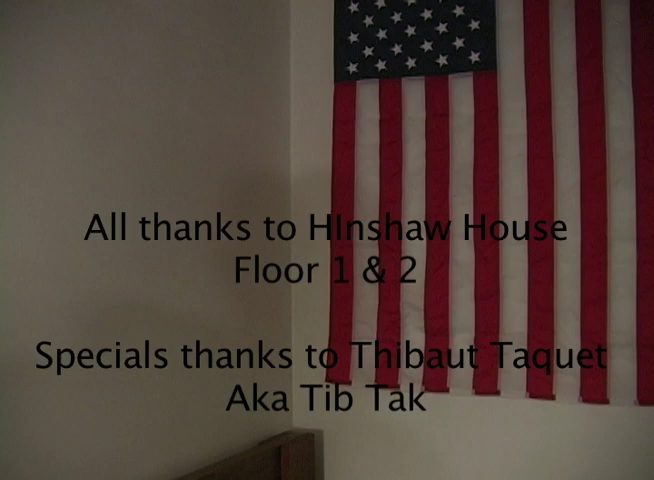 All thanks to HInshaw House
Floor 1 & 2
Specials thanks to Thibaut Taquet
Aka Tib Tak